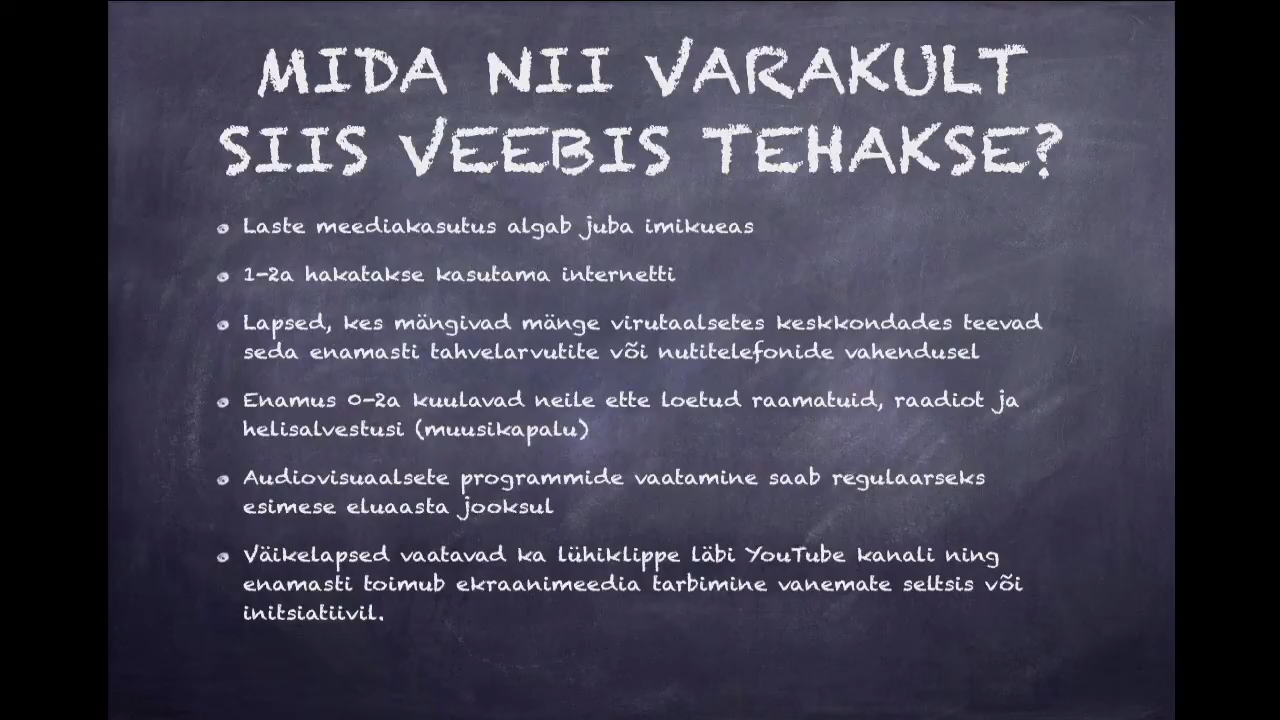 MIDA NII VARAKULT
SIIS VEEBIS TEHAKSE?
Laste meediakasutus algab juba imikueas
1-2a hakatakse kasutama internetti
Lapsed, kes mängivad mänge virutaalsetes keskkondades teevad
seda enamasti tahvelarvutite või nutitelefonide vahendusel
Enamus 0-2a kuulavad neile ette loetud raamatuid, raadiot ja
helisalvestusi (muusikapalu)
Audiovisuaalsete programmide vaatamine saab regulaarseks
esimese eluaasta jooksul
Väikelapsed vaatavad ka lühiklippe läbi YouTube kanali ning
enamasti toimub ekraanimeedia tarbimine vanemate seltsis või
initsiatiivil.